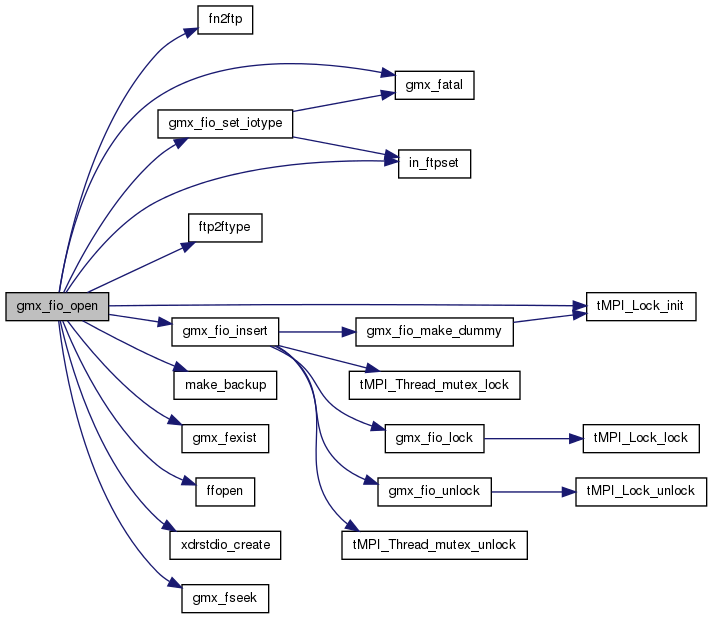 fn2ftp
gmx_fatal
gmx_fio_set_iotype
in_ftpset
ftp2ftype
gmx_fio_open
tMPI_Lock_init
gmx_fio_insert
gmx_fio_make_dummy
make_backup
tMPI_Thread_mutex_lock
gmx_fexist
gmx_fio_lock
tMPI_Lock_lock
ffopen
gmx_fio_unlock
tMPI_Lock_unlock
xdrstdio_create
tMPI_Thread_mutex_unlock
gmx_fseek